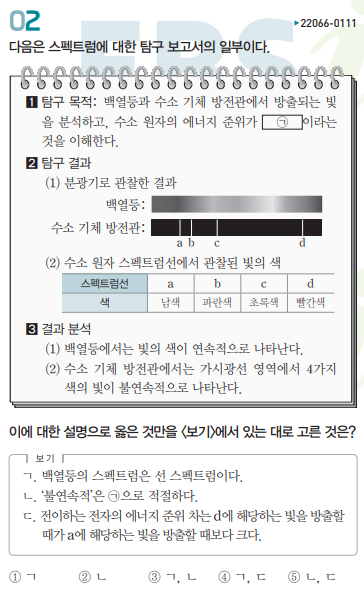 02
▶22066-0111
다음은 스펙트럼에 대한 탐구 보고서의 일부이다.
1 탐구 목적: 백열등과 수소 기체 방전관에서 방출되는 빛
을 분석하고, 수소 원자의 에너지 준위가 ㉠ 이라는
것을 이해한다.
2 탐구 결과
(1) 분광기로 관찰한 결과
백열등:
수소 기체 방전관:
a b c d
(2) 수소 원자 스펙트럼선에서 관찰된 빛의 색
스펙트럼선 a b c d
색 남색 파란색 초록색 빨간색
3 결과 분석
(1) 백열등에서는 빛의 색이 연속적으로 나타난다.
(2) 수소 기체 방전관에서는 가시광선 영역에서 4가지
색의 빛이 불연속적으로 나타난다.
이에 대한 설명으로 옳은 것만을 <보기>에서 있는 대로 고른 것은?
보기
ㄱ. 백열등의 스펙트럼은 선 스펙트럼이다.
ㄴ. ‘불연속적’은 ㉠으로 적절하다.
ㄷ. 전이하는 전자의 에너지 준위 차는 d에 해당하는 빛을 방출할
때가 a에 해당하는 빛을 방출할 때보다 크다.
① ㄱ ② ㄴ ③ ㄱ, ㄴ ④ ㄱ, ㄷ ⑤ ㄴ, ㄷ